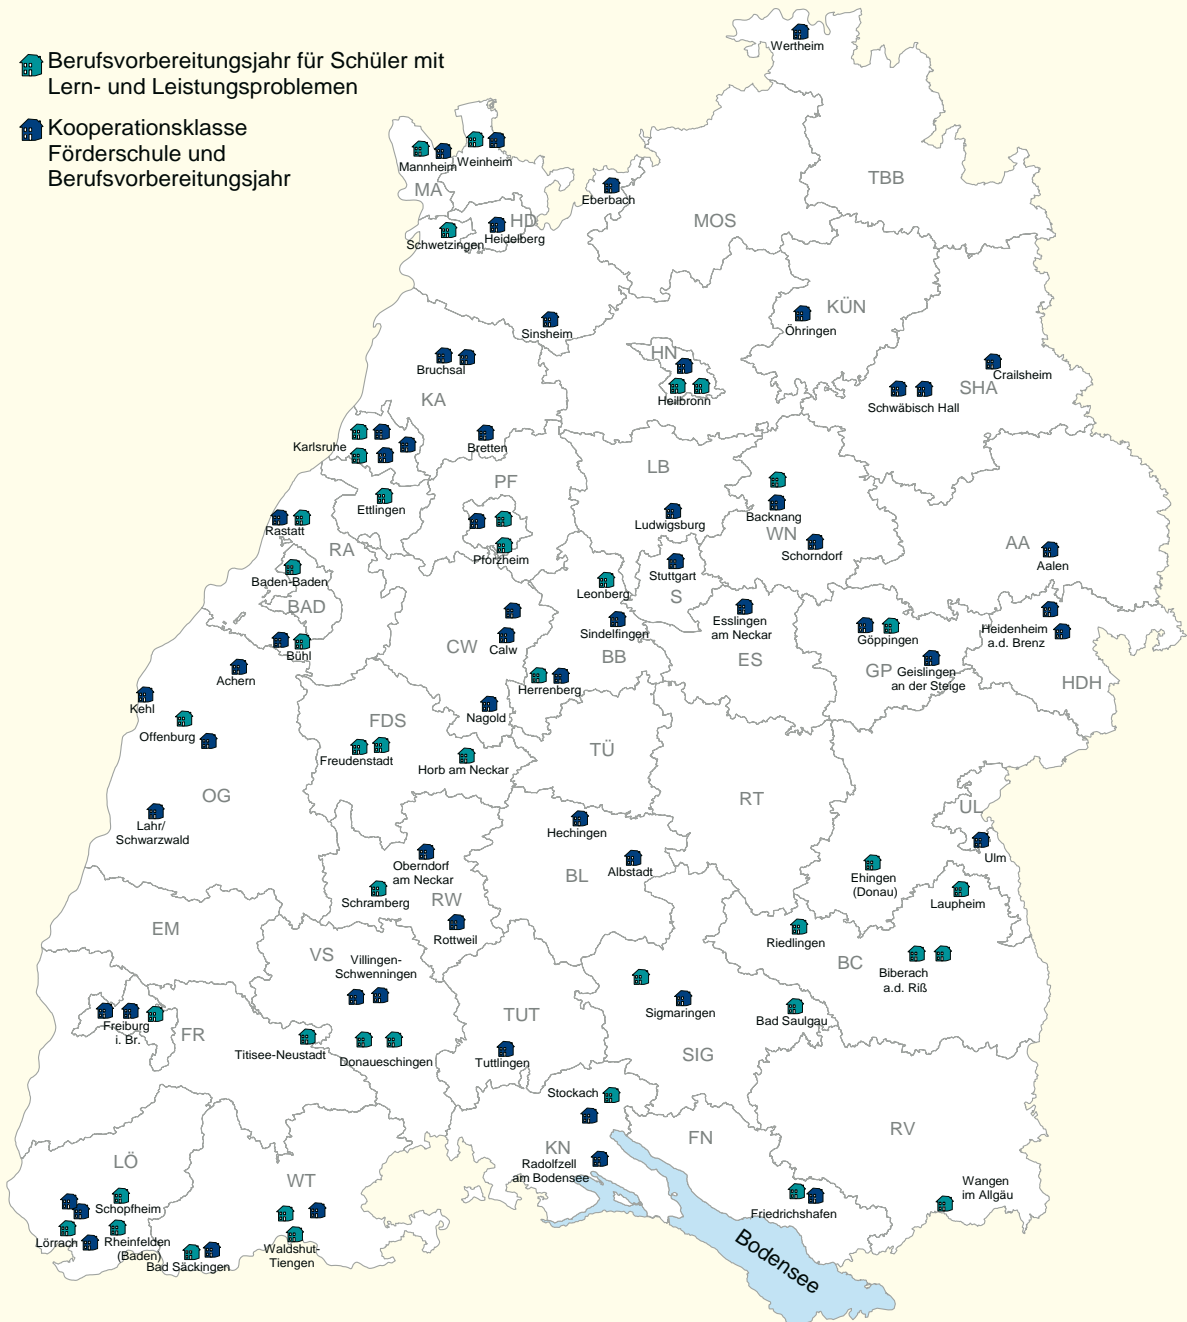 Berufsvorbereitungsjahr für Schüler mit
Lern- und Leistungsproblemen
Kooperationsklasse
Förderschule und
Berufsvorbereitungsjahr
Wertheim
TBB
Mannheim
Weinheim
MA
Eberbach
MOS
HD
Schwetzingen
Heidelberg
KÜN
Öhringen
Sinsheim
HN
Bruchsal
Crailsheim
SHA
Heilbronn
Schwäbisch Hall
KA
Karlsruhe
Bretten
LB
PF
Ettlingen
Backnang
Ludwigsburg
WN
Rastatt
Schorndorf
AA
RA
Pforzheim
Aalen
Stuttgart
Baden-Baden
Leonberg
S
BAD
Esslingen
am Neckar
Sindelfingen
Heidenheim
a.d. Brenz
Göppingen
CW
Calw
Bühl
BB
ES
GP
Geislingen
an der Steige
Achern
HDH
Herrenberg
Kehl
Nagold
FDS
Offenburg
TÜ
Freudenstadt
Horb am Neckar
OG
RT
UL
Lahr/
Schwarzwald
Hechingen
Ulm
Oberndorf
am Neckar
BL
Albstadt
Ehingen
(Donau)
Schramberg
RW
Laupheim
EM
Rottweil
Riedlingen
VS
Villingen-
Schwenningen
BC
Biberach
a.d. Riß
Sigmaringen
TUT
Bad Saulgau
Freiburg
i. Br.
FR
Titisee-Neustadt
Donaueschingen
Tuttlingen
SIG
Stockach
RV
FN
KN
LÖ
Radolfzell
am Bodensee
WT
Wangen
im Allgäu
Schopfheim
Friedrichshafen
Lörrach
Rheinfelden
(Baden)
Waldshut-
Tiengen
Bad Säckingen
Bodensee